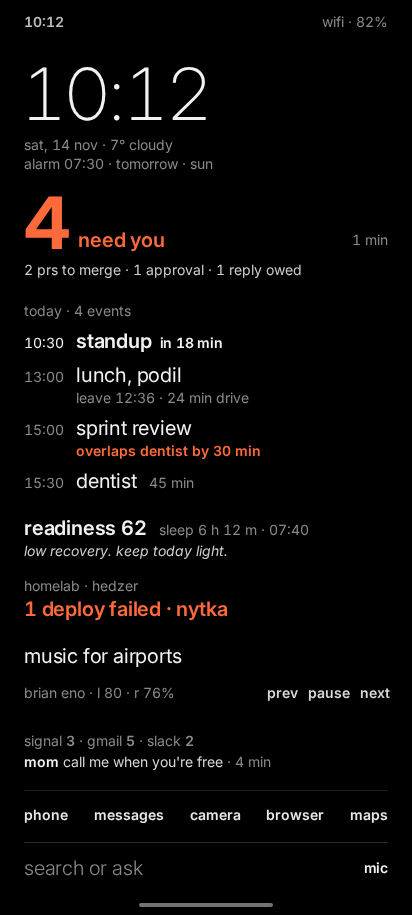 10:12 wifi · 82%
10:12
sat, 14 nov · 7° cloudy
alarm 07:30 · tomorrow · sun
4 need you 1 min
2 prs to merge · 1 approval · 1 reply owed
today · 4 events
10:30 standup in 18 min
13:00 lunch, podil
leave 12:36 · 24 min drive
15:00 sprint review
overlaps dentist by 30 min
15:30 dentist 45 min
readiness 62 sleep 6 h 12 m · 07:40
low recovery. keep today light.
homelab · hedzer
1 deploy failed · nytka
music for airports
brian eno · l 80 · r 76% prev pause next
signal 3 · gmail 5 · slack 2
mom call me when you're free · 4 min
phone messages camera browser maps
search or ask mic